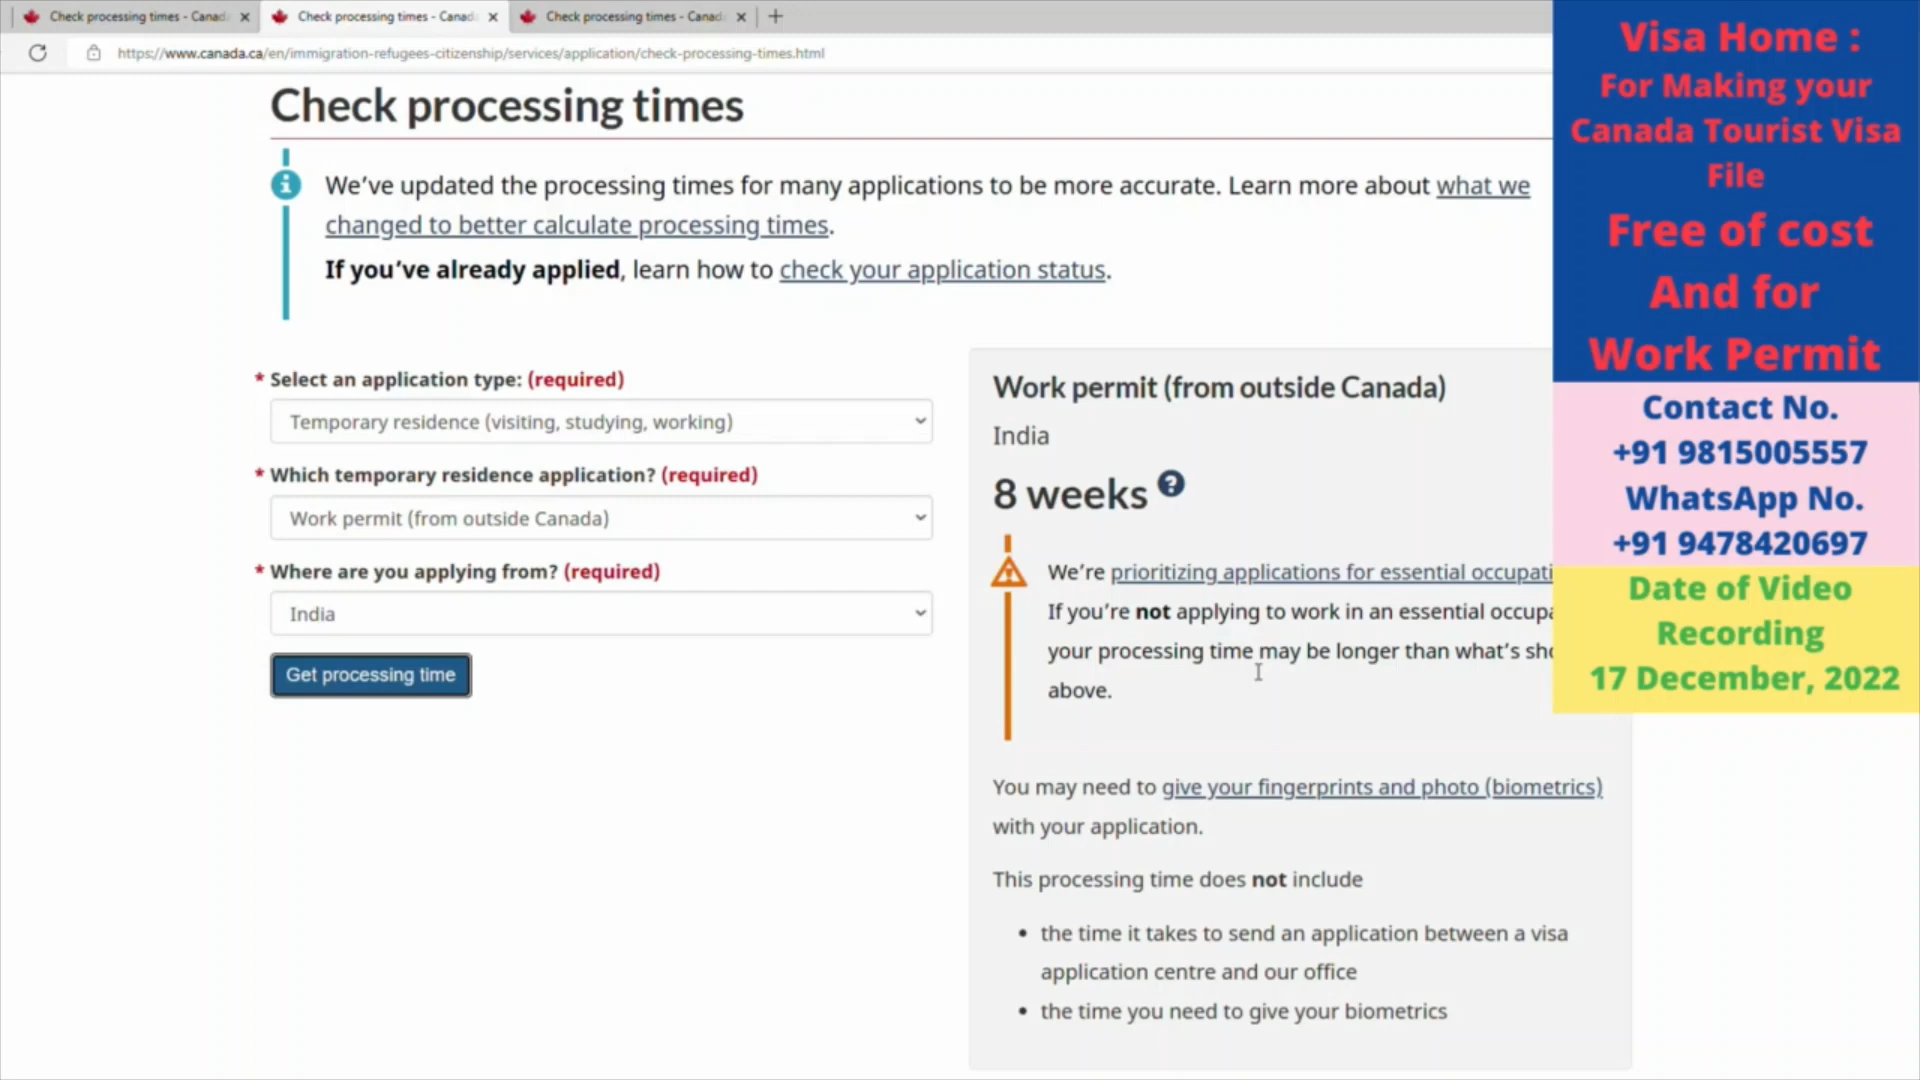 Check processing times - Canad
Check processing times - Canad
Check processing times - Canad
https://www.canada.ca/en/immigration-refugees-citizenship/services/application/check-processing-times.html
Check processing times
We've updated the processing times for many applications to be more accurate. Learn more about what we
changed to better calculate processing times.
If you've already applied, learn how to check your application status.
* Select an application type: (required)
Temporary residence (visiting, studying, working)
* Which temporary residence application? (required)
Work permit (from outside Canada)
* Where are you applying from? (required)
India
Get processing time
Work permit (from outside Canada)
India
8 weeks ?
We're prioritizing applications for essential occupati
If you're not applying to work in an essential occupa
your processing time may be longer than what's sho
above.
You may need to give your fingerprints and photo (biometrics)
with your application.
This processing time does not include
• the time it takes to send an application between a visa
application centre and our office
• the time you need to give your biometrics
Visa Home :
For Making your
Canada Tourist Visa
File
Free of cost
And for
Work Permit
Contact No.
+91 9815005557
WhatsApp No.
+91 9478420697
Date of Video
Recording
17 December, 2022